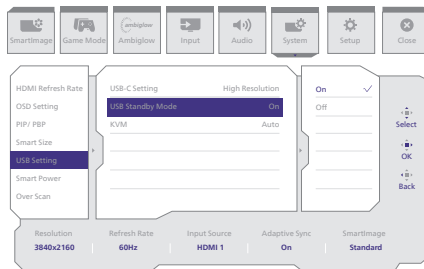 ambiglow
SmartImage Game Mode Ambiglow Input Audio System Setup Close
HDMI Refresh Rate USB-C Setting High Resolution On
OSD Setting USB Standby Mode On Off
PIP/ PBP KVM Auto
Select
Smart Size
USB Setting OK
Smart Power Back
Over Scan
Resolution Refresh Rate Input Source Adaptive Sync SmartImage
3840x2160 60Hz HDMI 1 On Standard